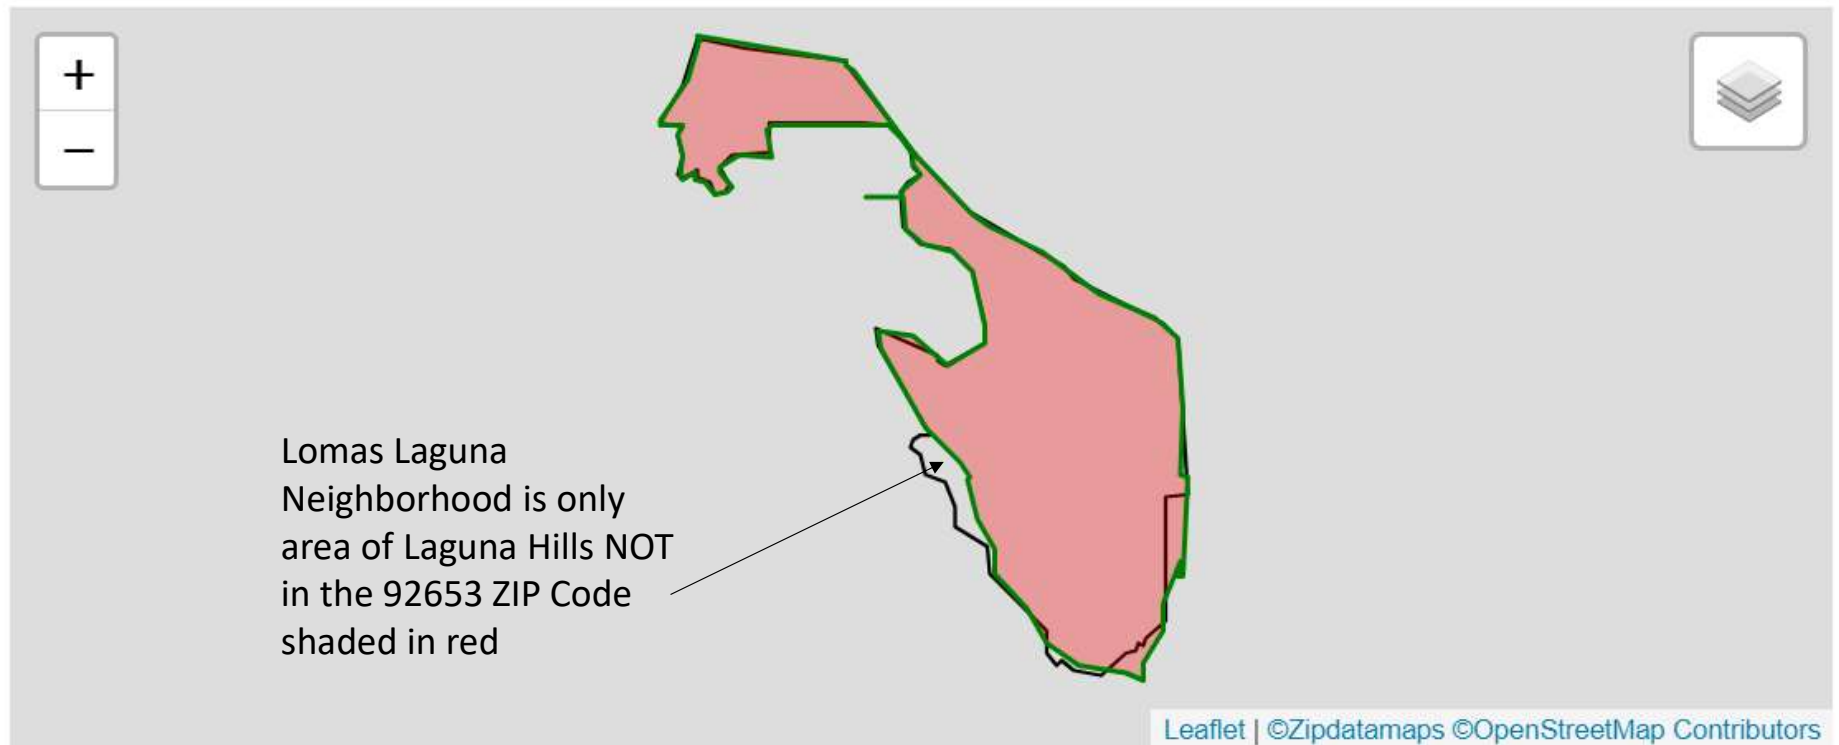 +
−
Lomas Laguna
Neighborhood is only
area of Laguna Hills NOT
in the 92653 ZIP Code
shaded in red
Leaflet | ©Zipdatamaps ©OpenStreetMap Contributors